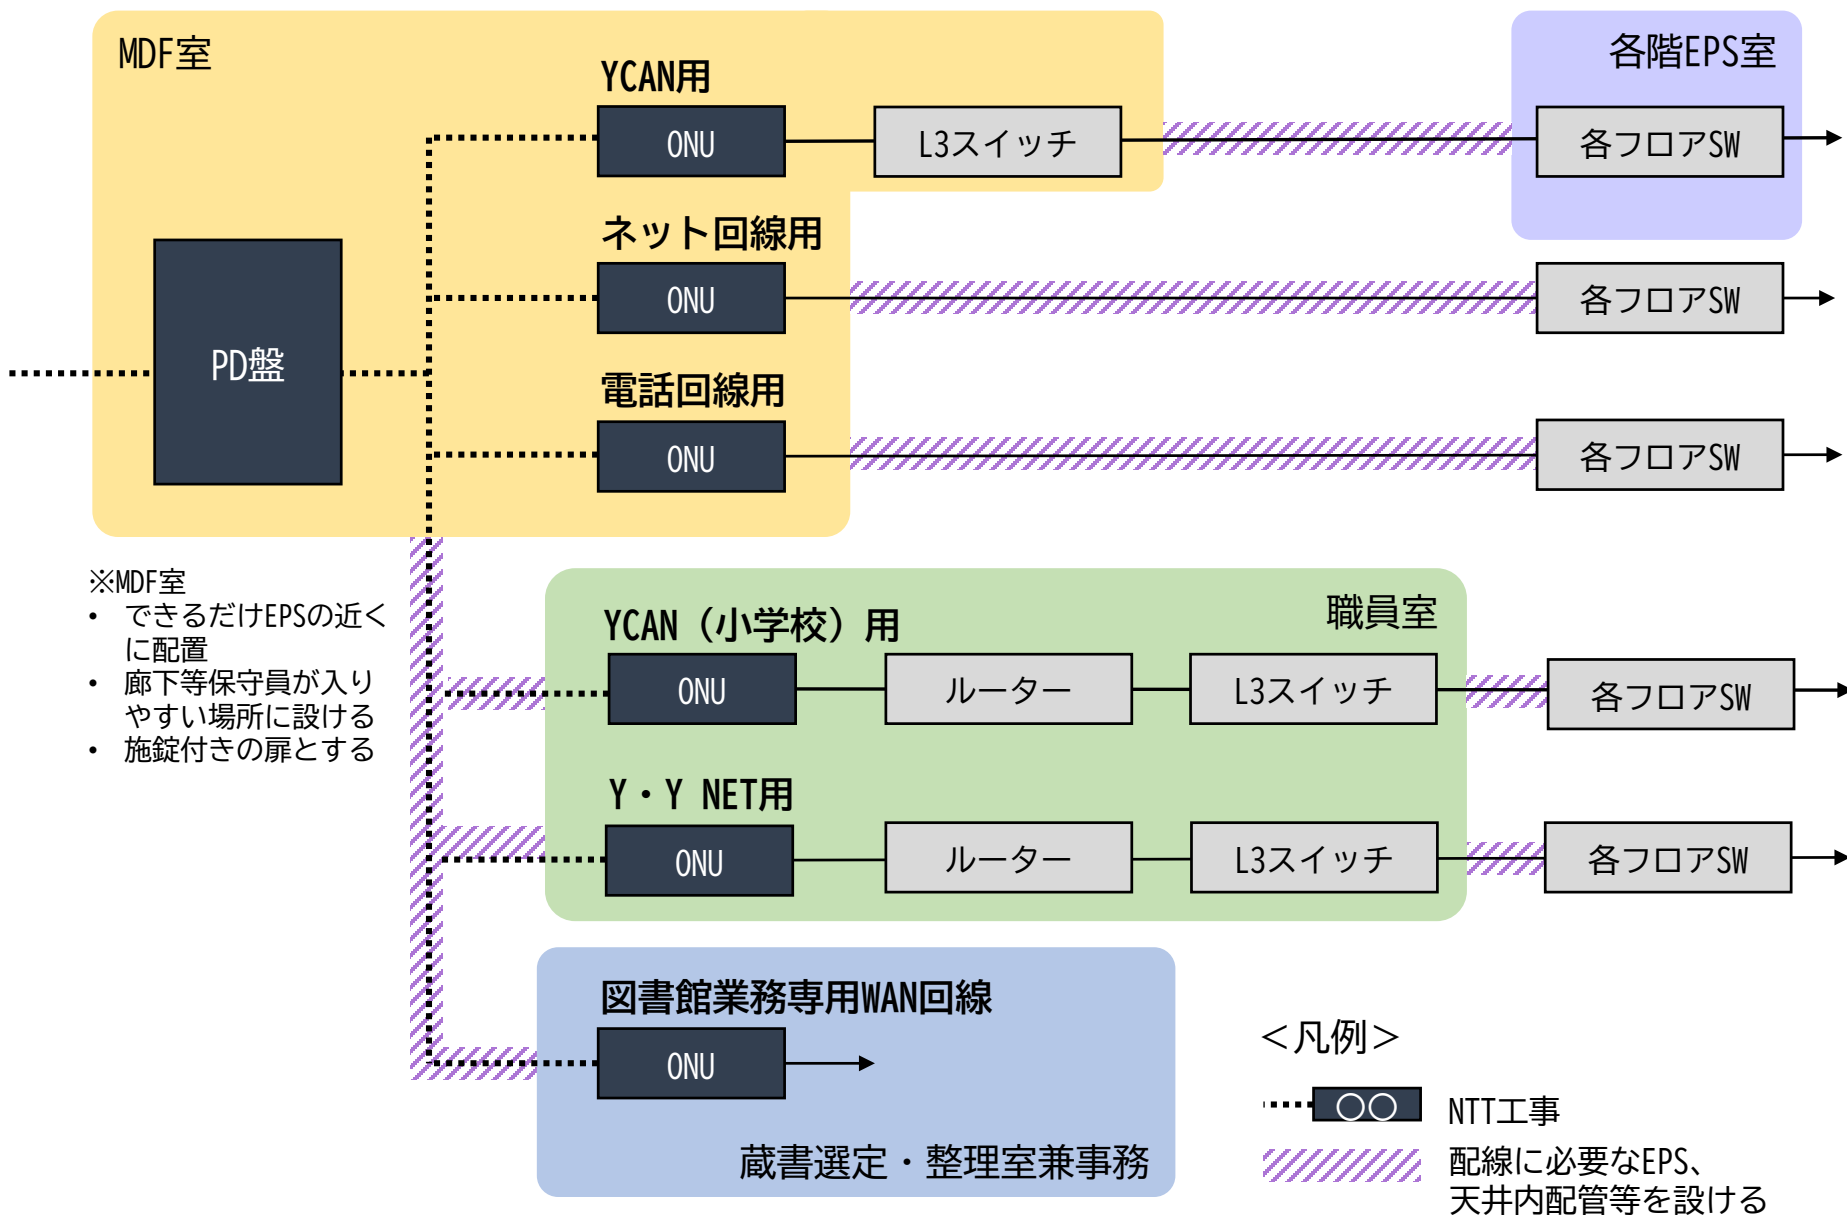 MDF室
各階EPS室
YCAN用
ONU
L3スイッチ
各フロアSW
ネット回線用
ONU
各フロアSW
PD盤
電話回線用
ONU
各フロアSW
※MDF室
• できるだけEPSの近く
に配置
• 廊下等保守員が入り
やすい場所に設ける
• 施錠付きの扉とする
職員室
YCAN（小学校）用
ONU
ルーター
L3スイッチ
各フロアSW
Y・Y NET用
ONU
ルーター
L3スイッチ
各フロアSW
図書館業務専用WAN回線
ONU
蔵書選定・整理室兼事務
＜凡例＞
○○
NTT工事
配線に必要なEPS、
天井内配管等を設ける